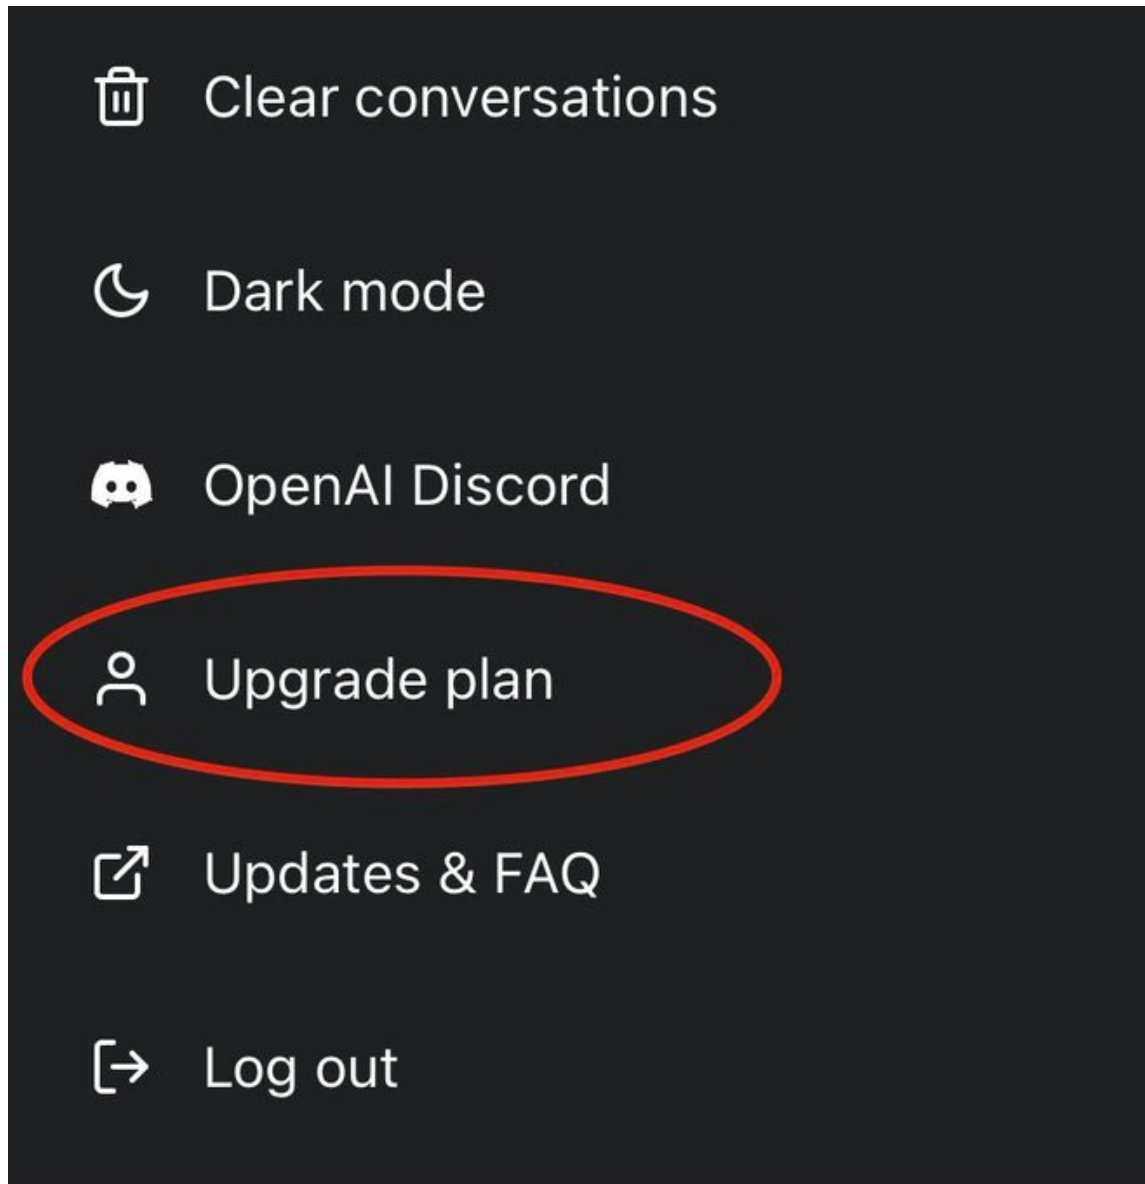 Clear conversations
Dark mode
OpenAI Discord
Upgrade plan
Updates & FAQ
Log out